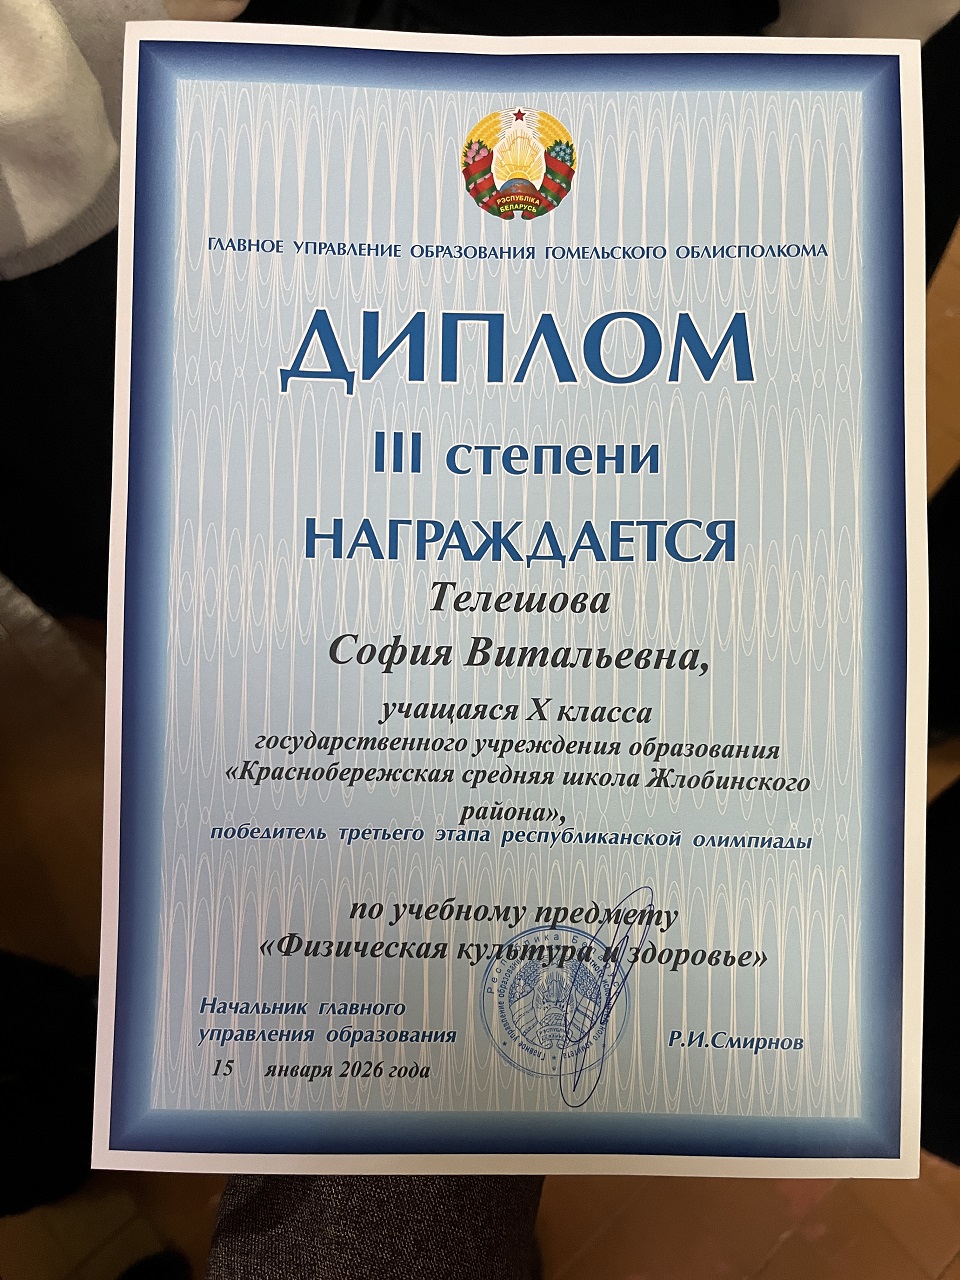 РЭСПУБЛІКА
БЕЛАРУСЬ
ГЛАВНОЕ УПРАВЛЕНИЕ ОБРАЗОВАНИЯ ГОМЕЛЬСКОГО ОБЛИСПОЛКОМА
ДИПЛОМ
III степени
НАГРАЖДАЕТСЯ
Телешова
София Витальевна,
учащаяся X класса
государственного учреждения образования
«Краснобережская средняя школа Жлобинского
района»,
победитель третьего этапа республиканской олимпиады
по учебному предмету
«Физическая культура и здоровье»
Республика Беларусь
Начальник главного
управления образования
Р.И.Смирнов
15 января 2026 года